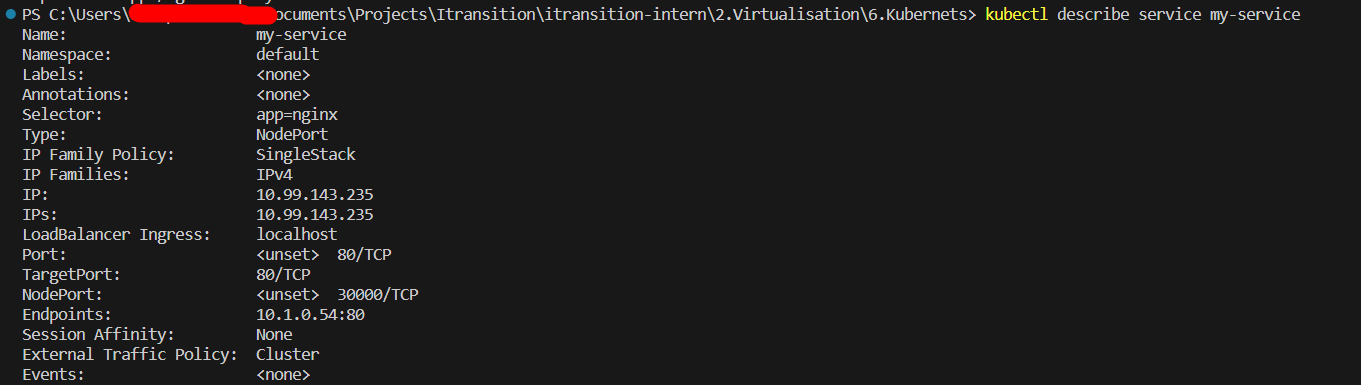 PS C:\Users\ocuments\Projects\Itransition\itransition-intern\2.Virtualisation\6.Kubernets> kubectl describe service my-service
Name: my-service
Namespace: default
Labels: <none>
Annotations: <none>
Selector: app=nginx
Type: NodePort
IP Family Policy: SingleStack
IP Families: IPv4
IP: 10.99.143.235
IPs: 10.99.143.235
LoadBalancer Ingress: localhost
Port: <unset> 80/TCP
TargetPort: 80/TCP
NodePort: <unset> 30000/TCP
Endpoints: 10.1.0.54:80
Session Affinity: None
External Traffic Policy: Cluster
Events: <none>